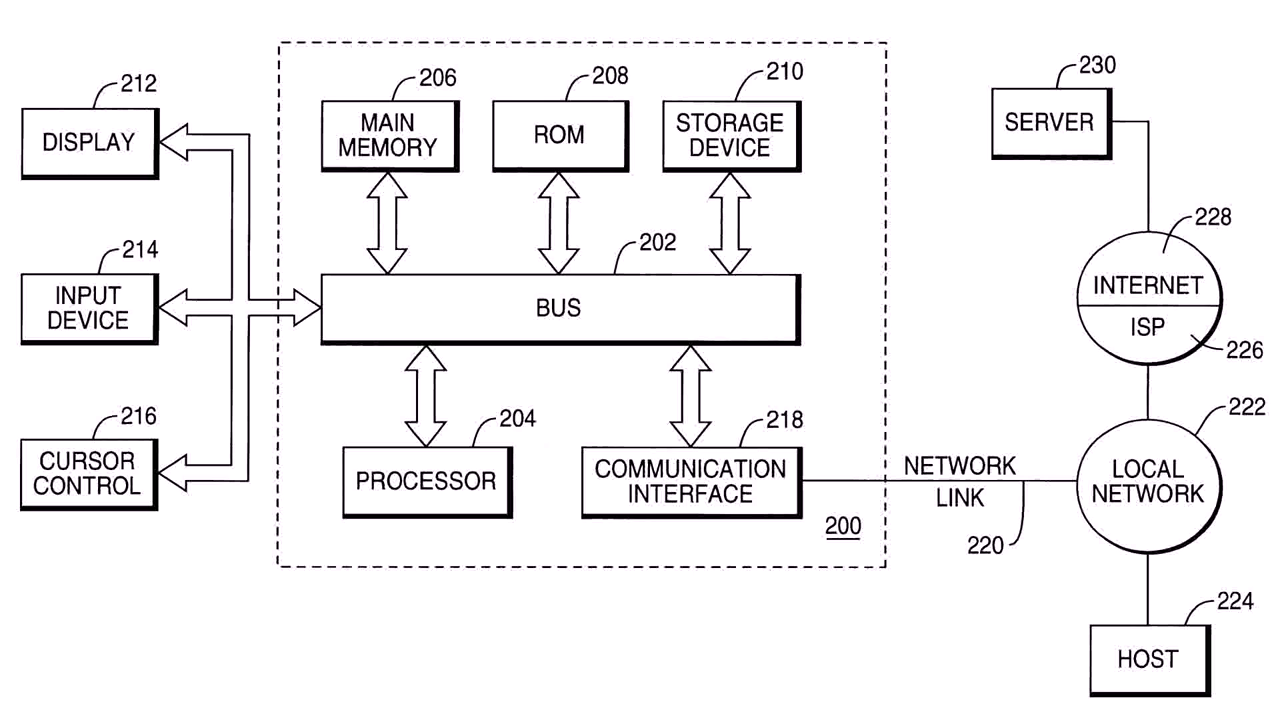 212
DISPLAY
214
INPUT
DEVICE
216
CURSOR
CONTROL
206
MAIN
MEMORY
208
ROM
210
STORAGE
DEVICE
202
BUS
204
PROCESSOR
218
COMMUNICATION
INTERFACE
200
NETWORK
LINK
220
230
SERVER
228
INTERNET
ISP
226
222
LOCAL
NETWORK
224
HOST